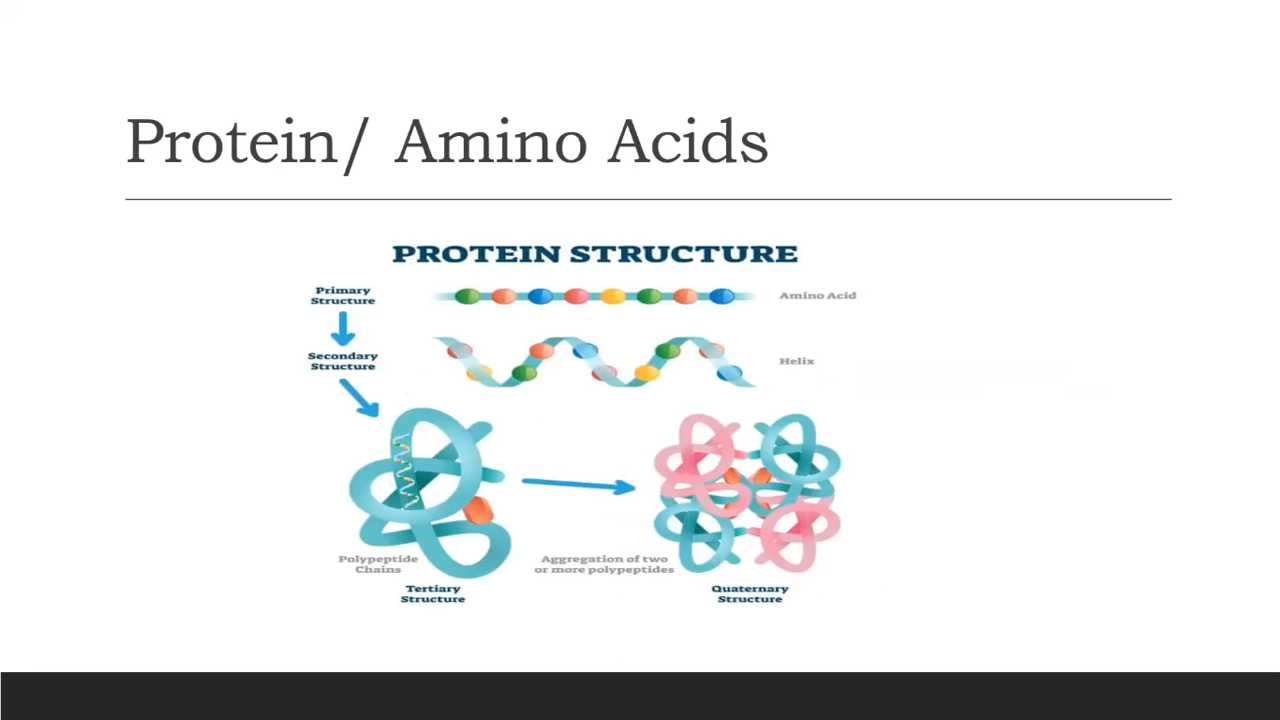 Protein/ Amino Acids
PROTEIN STRUCTURE
Primary
Structure
Amino Acid
Secondary
Structure
Helix
Polypeptide
Chains
Tertiary
Structure
Aggregation of two
or more polypeptides
Quaternary
Structure